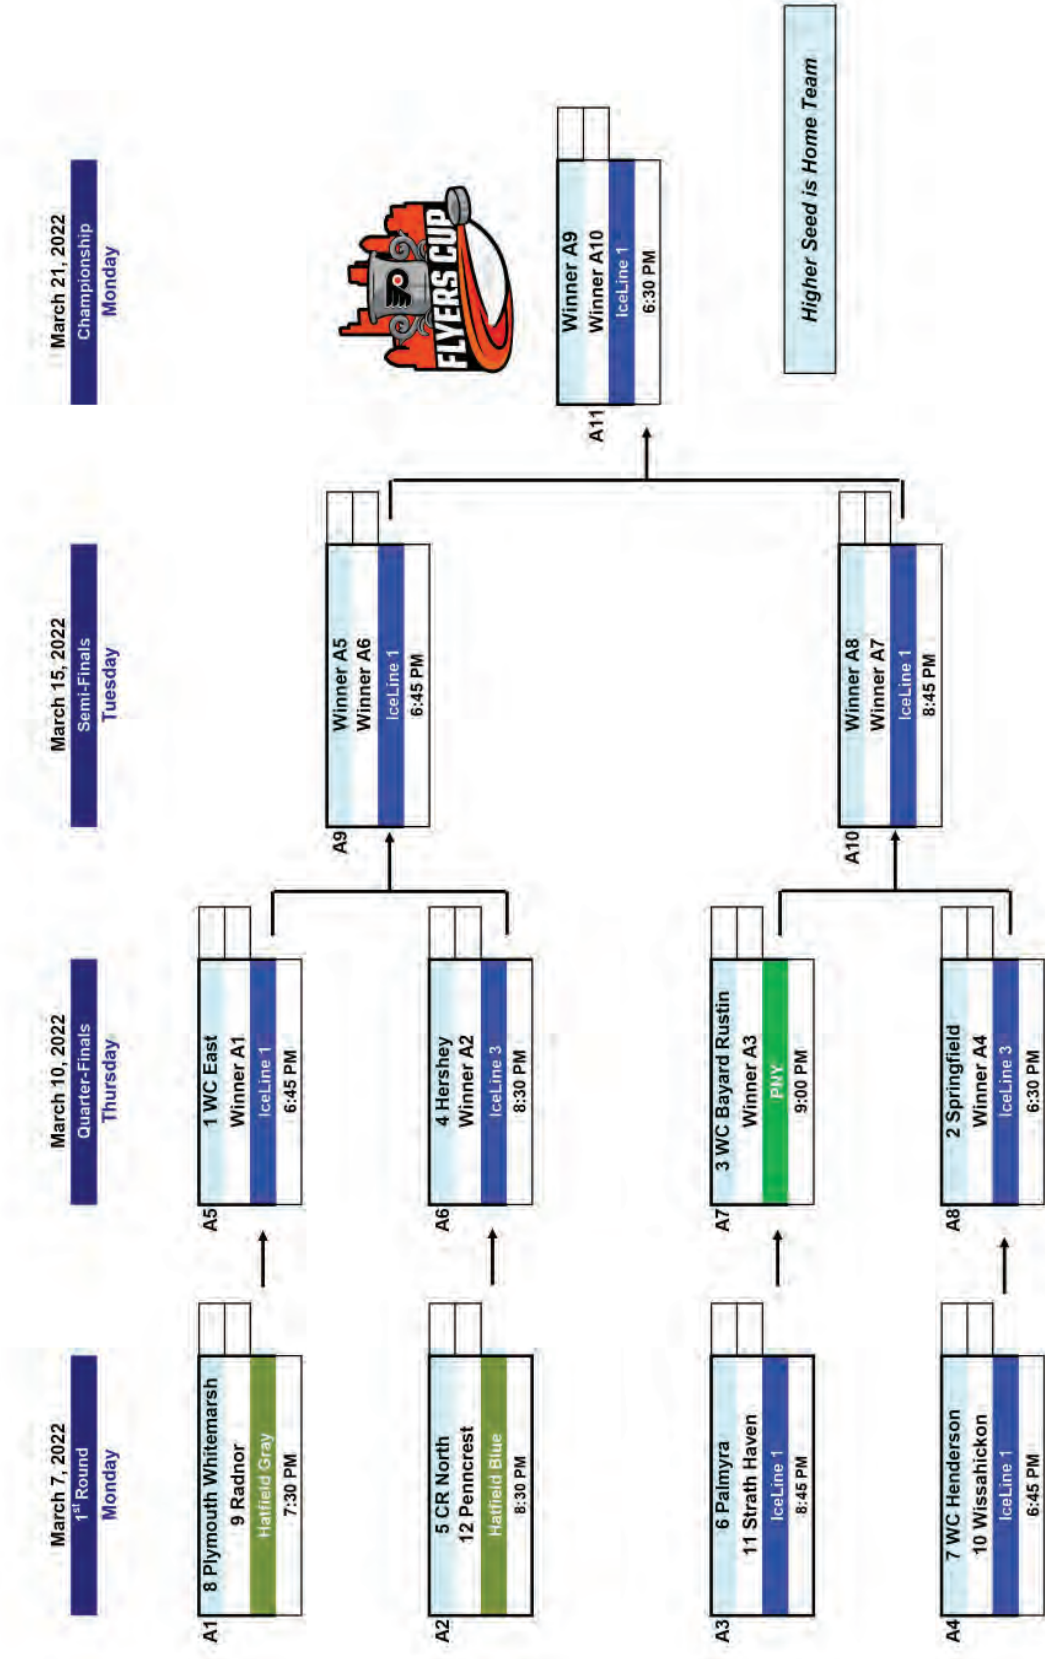 March 7, 2022
1st Round
Monday
A1
8 Plymouth Whitemarsh
9 Radnor
Hatfield Gray
7:30 PM
A2
5 CR North
12 Penncrest
Hatfield Blue
8:30 PM
A3
6 Palmyra
11 Strath Haven
IceLine 1
8:45 PM
A4
7 WC Henderson
10 Wissahickon
IceLine 1
6:45 PM
March 10, 2022
Quarter-Finals
Thursday
A5
1 WC East
Winner A1
IceLine 1
6:45 PM
A6
4 Hershey
Winner A2
IceLine 3
8:30 PM
A7
3 WC Bayard Rustin
Winner A3
PNY
9:00 PM
A8
2 Springfield
Winner A4
IceLine 3
6:30 PM
March 15, 2022
Semi-Finals
Tuesday
A9
Winner A5
Winner A6
IceLine 1
6:45 PM
A10
Winner A8
Winner A7
IceLine 1
8:45 PM
March 21, 2022
Championship
Monday
FLYERS CUP
A11
Winner A9
Winner A10
IceLine 1
6:30 PM
Higher Seed is Home Team